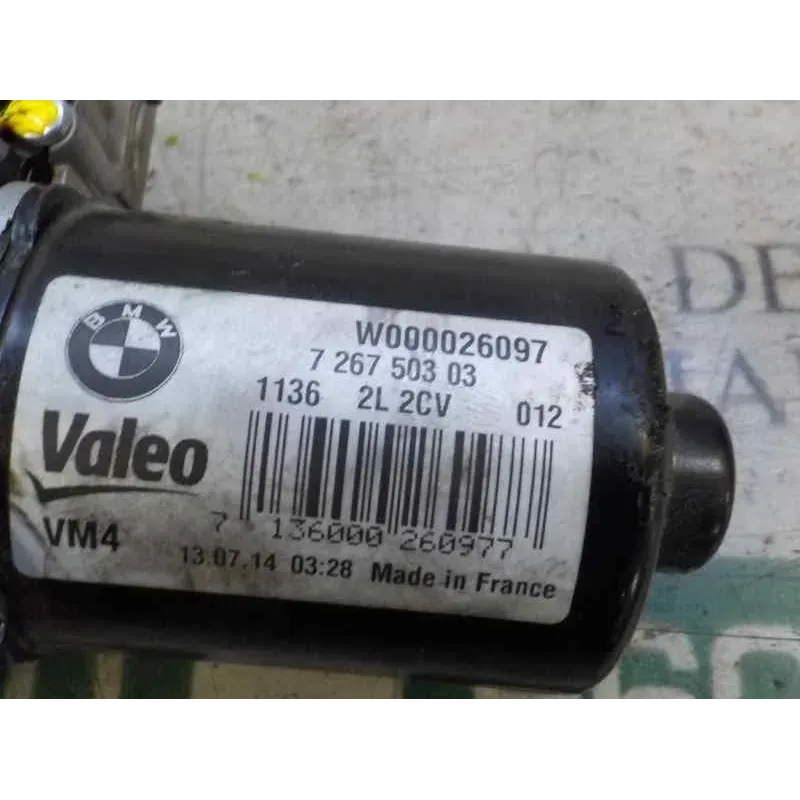 BMW
W000026097
7 267 503 03
1136 2L 2CV 012
Valeo
7 136000 260977
VM4
13.07.14 03:28 Made in France
DE